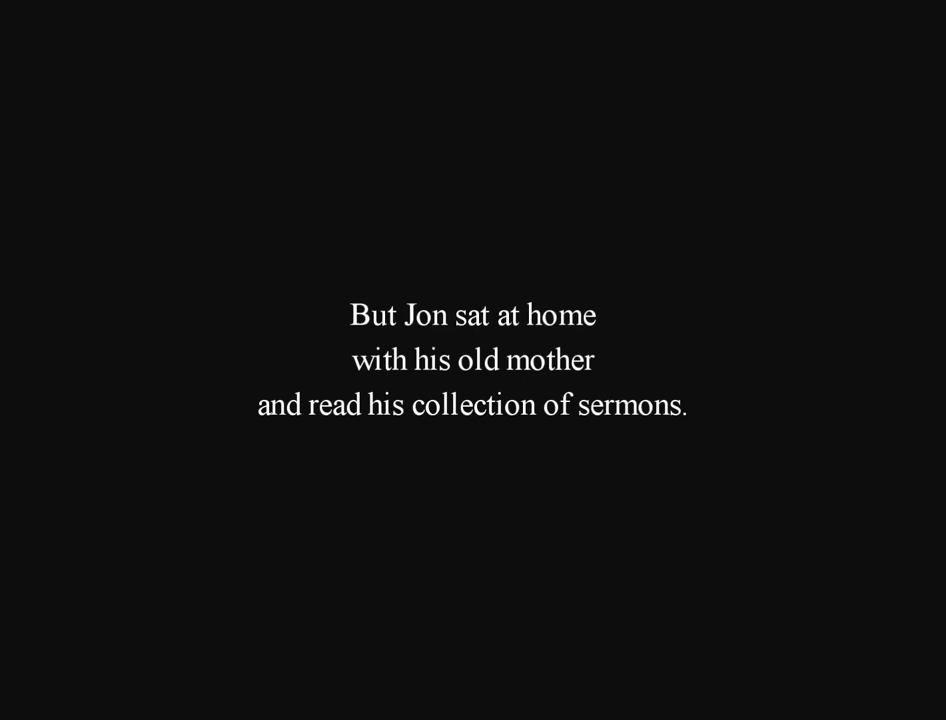 But Jon sat at home
with his old mother
and read his collection of sermons.